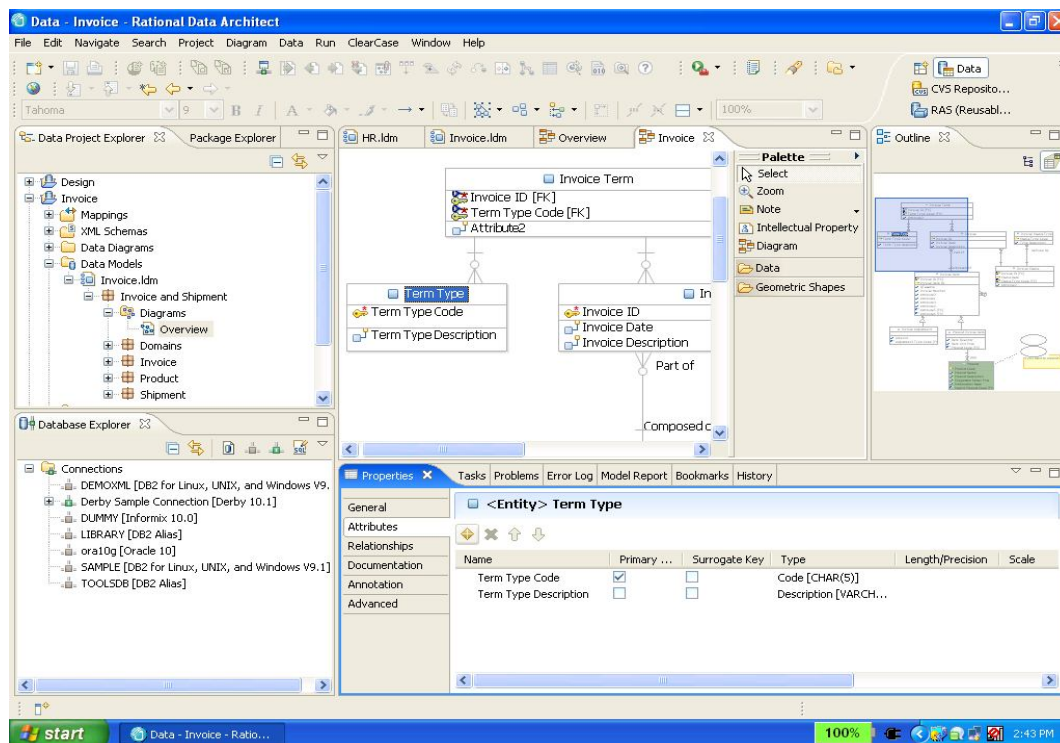 Data - Invoice - Rational Data Architect
File Edit Navigate Search Project Diagram Data Run ClearCase Window Help
Data
CVS Reposito...
Tahoma 9 B I A 100%
RAS (Reusabl...
Data Project Explorer Package Explorer
Design
Invoice
Mappings
XML Schemas
Data Diagrams
Data Models
Invoice.ldm
Invoice and Shipment
Diagrams
Overview
Domains
Invoice
Product
Shipment
HR.ldm Invoice.ldm Overview Invoice
Invoice Term
Invoice ID [FK]
Term Type Code [FK]
Attribute2
Term Type
Term Type Code
Term Type Description
In
Invoice ID
Invoice Date
Invoice Description
Part of
Composed o
Palette
Select
Zoom
Note
Intellectual Property
Diagram
Data
Geometric Shapes
Outline
Database Explorer
Connections
DEMOXML [DB2 for Linux, UNIX, and Windows V9.
Derby Sample Connection [Derby 10.1]
DUMMY [Informix 10.0]
LIBRARY [DB2 Alias]
ora10g [Oracle 10]
SAMPLE [DB2 for Linux, UNIX, and Windows V9.1]
TOOLSDB [DB2 Alias]
Properties Tasks Problems Error Log Model Report Bookmarks History
General
Attributes
Relationships
Documentation
Annotation
Advanced
<Entity> Term Type
Name Primary ... Surrogate Key Type Length/Precision Scale
Term Type Code Code [CHAR(5)]
Term Type Description Description [VARCH...
start Data - Invoice - Ratio... 100% 2:43 PM